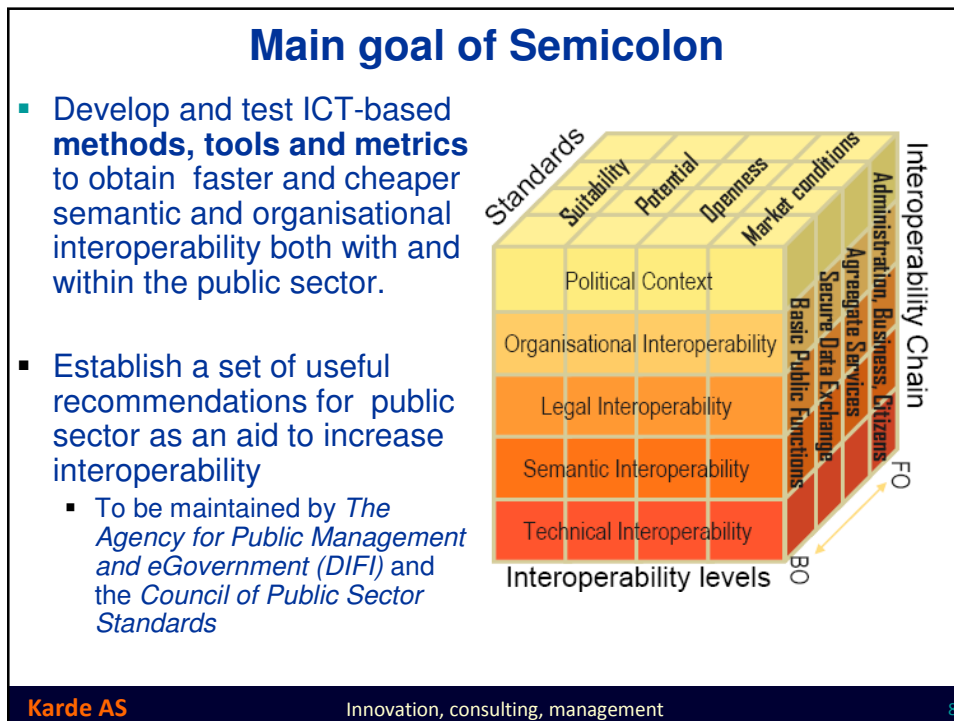 Main goal of Semicolon
Develop and test ICT-based
methods, tools and metrics
to obtain faster and cheaper
semantic and organisational
interoperability both with and
within the public sector.
Establish a set of useful
recommendations for public
sector as an aid to increase
interoperability
To be maintained by The
Agency for Public Management
and eGovernment (DIFI) and
the Council of Public Sector
Standards
Standards
Suitability
Potential
Openness
Market conditions
Political Context
Organisational Interoperability
Legal Interoperability
Semantic Interoperability
Technical Interoperability
Interoperability levels
Basic Public Functions
Secure Data Exchange
Agreegate Services
Administration, Business, Citizens
Interoperability Chain
FO
BO
Karde AS
Innovation, consulting, management
8